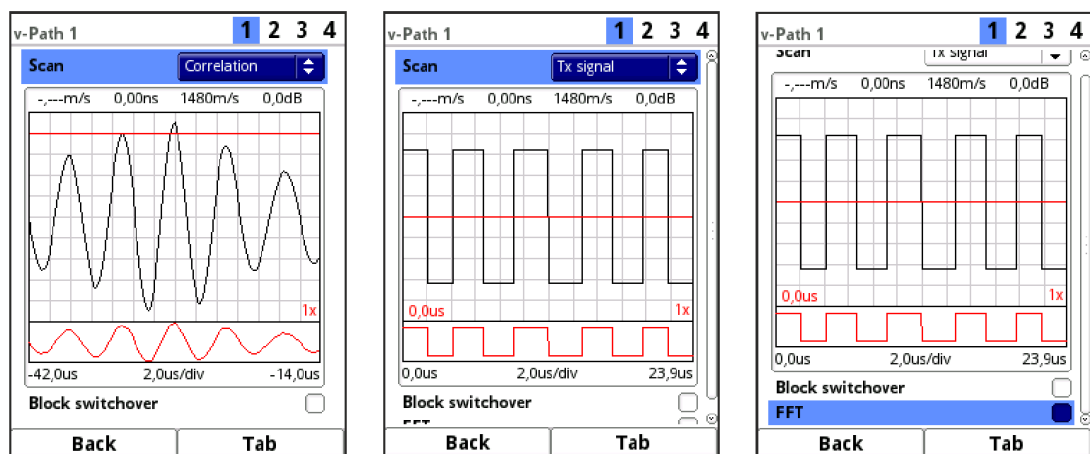 v-Path 1 1 2 3 4
Scan Correlation
-,---m/s 0,00ns 1480m/s 0,0dB
1x
-42,0us 2,0us/div -14,0us
Block switchover
Back Tab
v-Path 1 1 2 3 4
Scan Tx signal
-,---m/s 0,00ns 1480m/s 0,0dB
0,0us 1x
0,0us 2,0us/div 23,9us
Block switchover
FFT
Back Tab
v-Path 1 1 2 3 4
Scan Tx signal
-,---m/s 0,00ns 1480m/s 0,0dB
0,0us 1x
0,0us 2,0us/div 23,9us
Block switchover
FFT
Back Tab